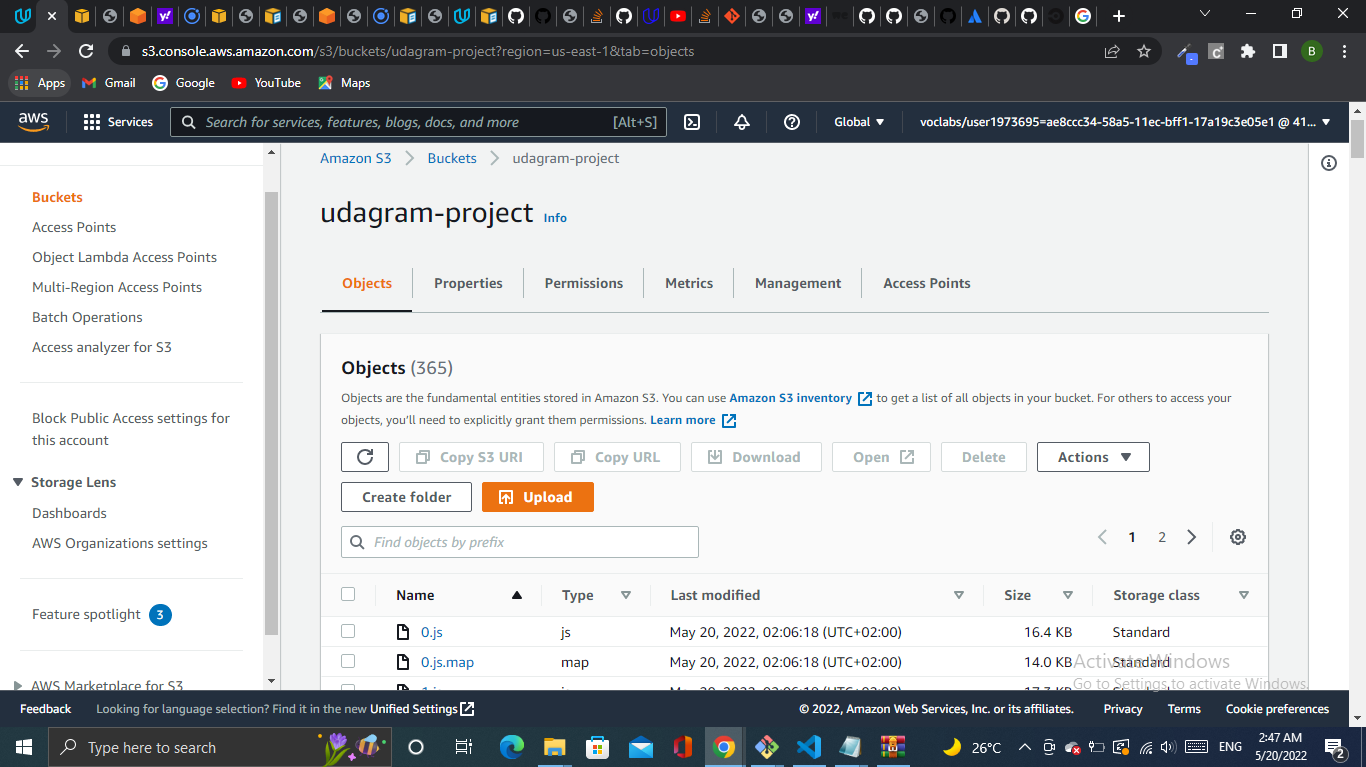 s3.console.aws.amazon.com/s3/buckets/udagram-project?region=us-east-1&tab=objects
B
Apps Gmail Google YouTube Maps
aws Services Search for services, features, blogs, docs, and more [Alt+S] Global voclabs/user1973695=ae8ccc34-58a5-11ec-bff1-17a19c3e05e1 @ 41...
Buckets
Access Points
Object Lambda Access Points
Multi-Region Access Points
Batch Operations
Access analyzer for S3
Block Public Access settings for
this account
Storage Lens
Dashboards
AWS Organizations settings
Feature spotlight 3
AWS Marketplace for S3
Amazon S3 Buckets udagram-project
udagram-project Info
Objects Properties Permissions Metrics Management Access Points
Objects (365)
Objects are the fundamental entities stored in Amazon S3. You can use Amazon S3 inventory to get a list of all objects in your bucket. For others to access your
objects, you'll need to explicitly grant them permissions. Learn more
Copy S3 URI Copy URL Download Open Delete Actions
Create folder Upload
Find objects by prefix 1 2
Name Type Last modified Size Storage class
0.js js May 20, 2022, 02:06:18 (UTC+02:00) 16.4 KB Standard
0.js.map map May 20, 2022, 02:06:18 (UTC+02:00) 14.0 KB Standard
Activate Windows
Go to Settings to activate Windows.
Feedback Looking for language selection? Find it in the new Unified Settings © 2022, Amazon Web Services, Inc. or its affiliates. Privacy Terms Cookie preferences
Type here to search 26°C ENG 2:47 AM
5/20/2022
2